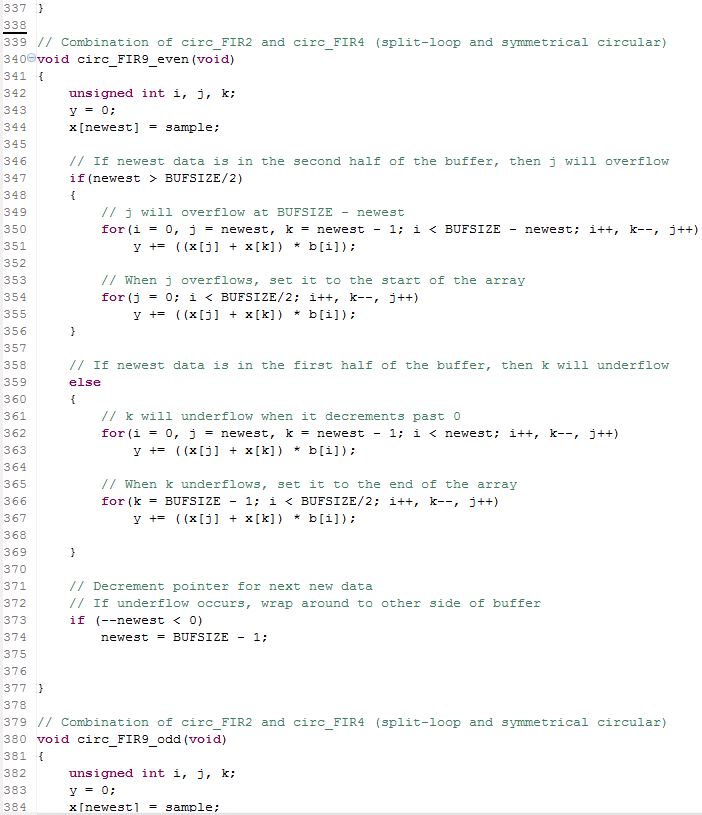 337 }
338
339 // Combination of circ_FIR2 and circ_FIR4 (split-loop and symmetrical circular)
340 void circ_FIR9_even(void)
341 {
342     unsigned int i, j, k;
343     y = 0;
344     x[newest] = sample;
345
346     // If newest data is in the second half of the buffer, then j will overflow
347     if(newest > BUFSIZE/2)
348     {
349         // j will overflow at BUFSIZE - newest
350         for(i = 0, j = newest, k = newest - 1; i < BUFSIZE - newest; i++, k--, j++)
351             y += ((x[j] + x[k]) * b[i]);
352
353         // When j overflows, set it to the start of the array
354         for(j = 0; i < BUFSIZE/2; i++, k--, j++)
355             y += ((x[j] + x[k]) * b[i]);
356     }
357
358     // If newest data is in the first half of the buffer, then k will underflow
359     else
360     {
361         // k will underflow when it decrements past 0
362         for(i = 0, j = newest, k = newest - 1; i < newest; i++, k--, j++)
363             y += ((x[j] + x[k]) * b[i]);
364
365         // When k underflows, set it to the end of the array
366         for(k = BUFSIZE - 1; i < BUFSIZE/2; i++, k--, j++)
367             y += ((x[j] + x[k]) * b[i]);
368
369     }
370
371     // Decrement pointer for next new data
372     // If underflow occurs, wrap around to other side of buffer
373     if (--newest < 0)
374         newest = BUFSIZE - 1;
375
376
377 }
378
379 // Combination of circ_FIR2 and circ_FIR4 (split-loop and symmetrical circular)
380 void circ_FIR9_odd(void)
381 {
382     unsigned int i, j, k;
383     y = 0;
384     x[newest] = sample;